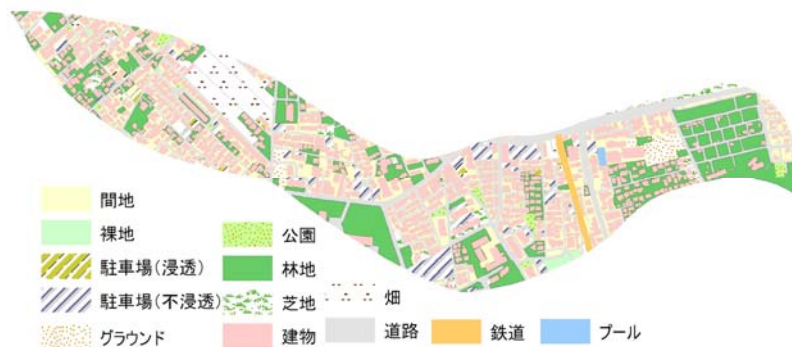 間地
裸地
駐車場(浸透)
駐車場(不浸透)
グラウンド
公園
林地
芝地
建物
畑
道路
鉄道
プール